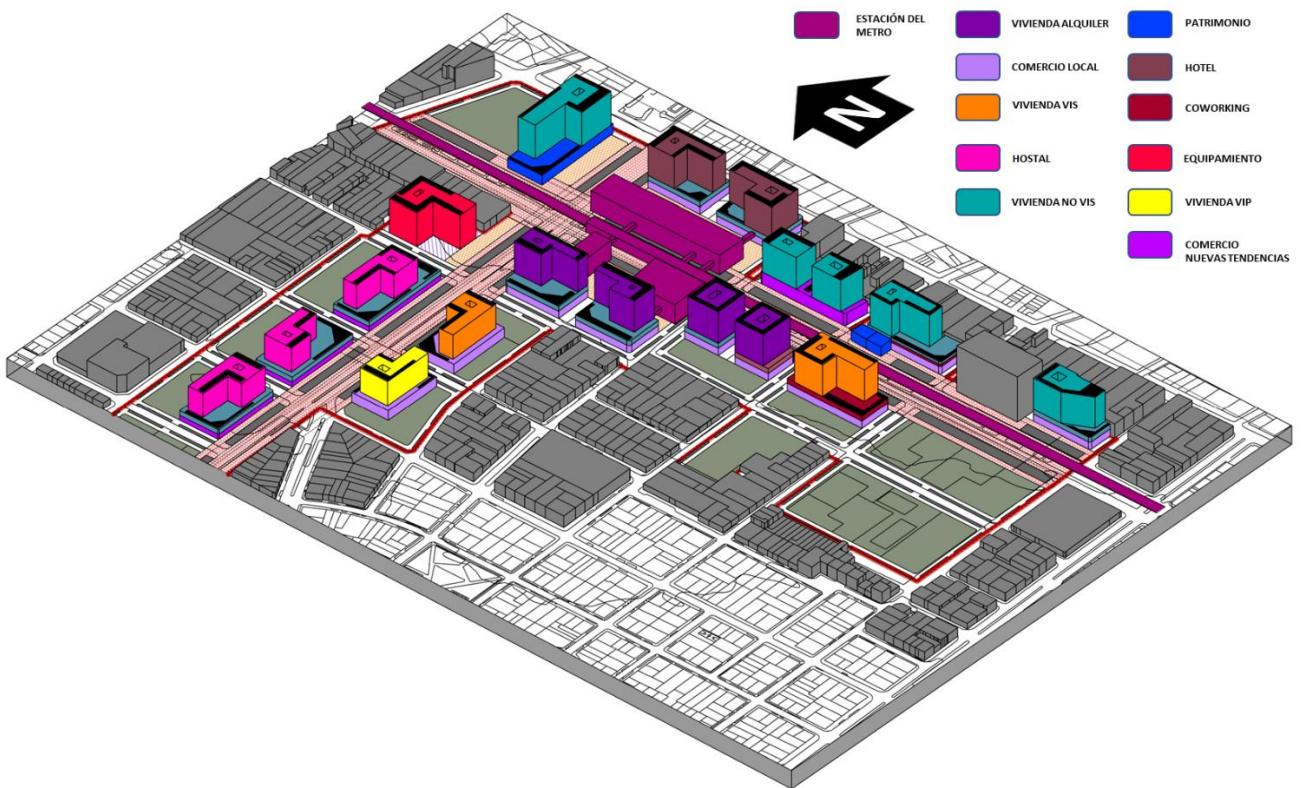 ESTACIÓN DEL
METRO
VIVIENDA ALQUILER
PATRIMONIO
COMERCIO LOCAL
HOTEL
VIVIENDA VIS
COWORKING
HOSTAL
EQUIPAMIENTO
VIVIENDA NO VIS
VIVIENDA VIP
COMERCIO
NUEVAS TENDENCIAS
N